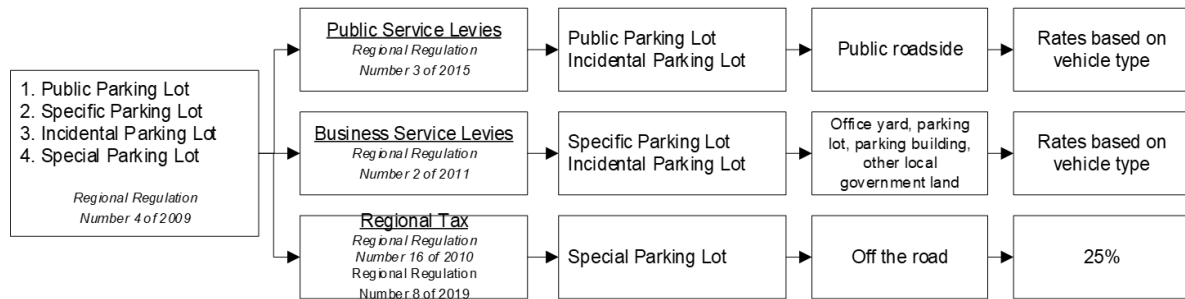 1. Public Parking Lot
2. Specific Parking Lot
3. Incidental Parking Lot
4. Special Parking Lot
Regional Regulation
Number 4 of 2009
Public Service Levies
Regional Regulation
Number 3 of 2015
Public Parking Lot
Incidental Parking Lot
Public roadside
Rates based on
vehicle type
Business Service Levies
Regional Regulation
Number 2 of 2011
Specific Parking Lot
Incidental Parking Lot
Office yard, parking
lot, parking building,
other local
government land
Rates based on
vehicle type
Regional Tax
Regional Regulation
Number 16 of 2010
Regional Regulation
Number 8 of 2019
Special Parking Lot
Off the road
25%